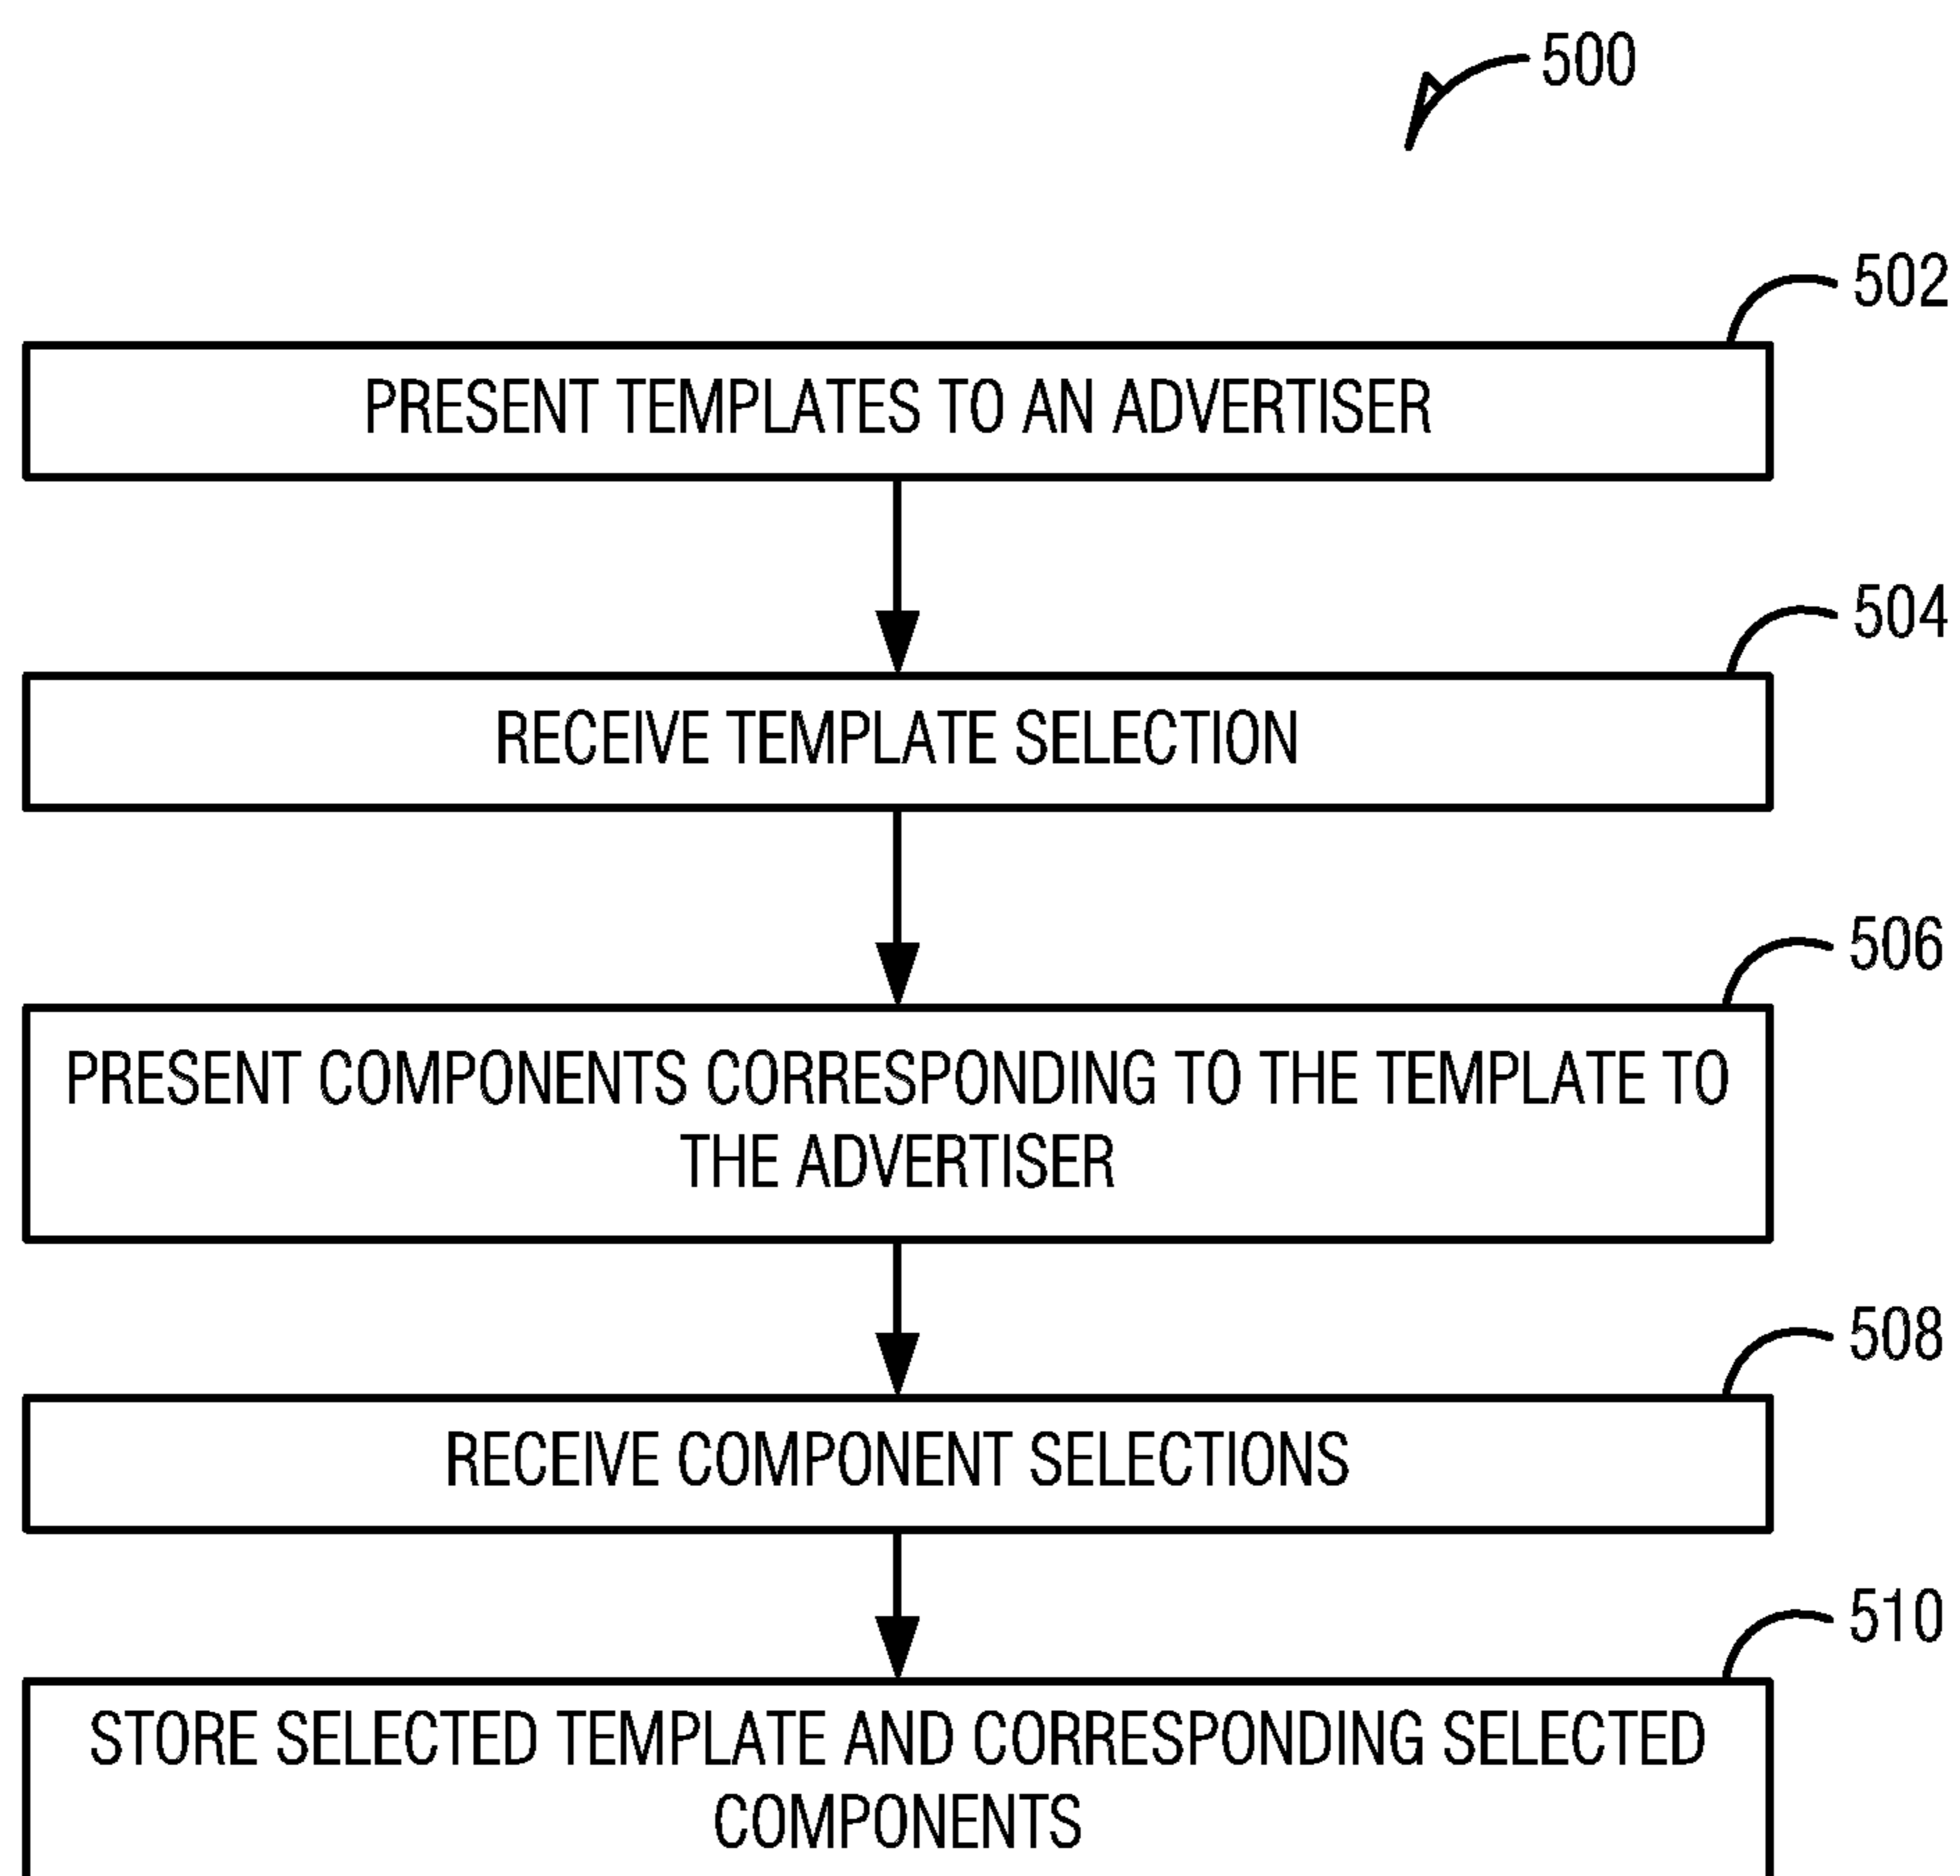 500
502
PRESENT TEMPLATES TO AN ADVERTISER
504
RECEIVE TEMPLATE SELECTION
506
PRESENT COMPONENTS CORRESPONDING TO THE TEMPLATE TO
THE ADVERTISER
508
RECEIVE COMPONENT SELECTIONS
510
STORE SELECTED TEMPLATE AND CORRESPONDING SELECTED
COMPONENTS